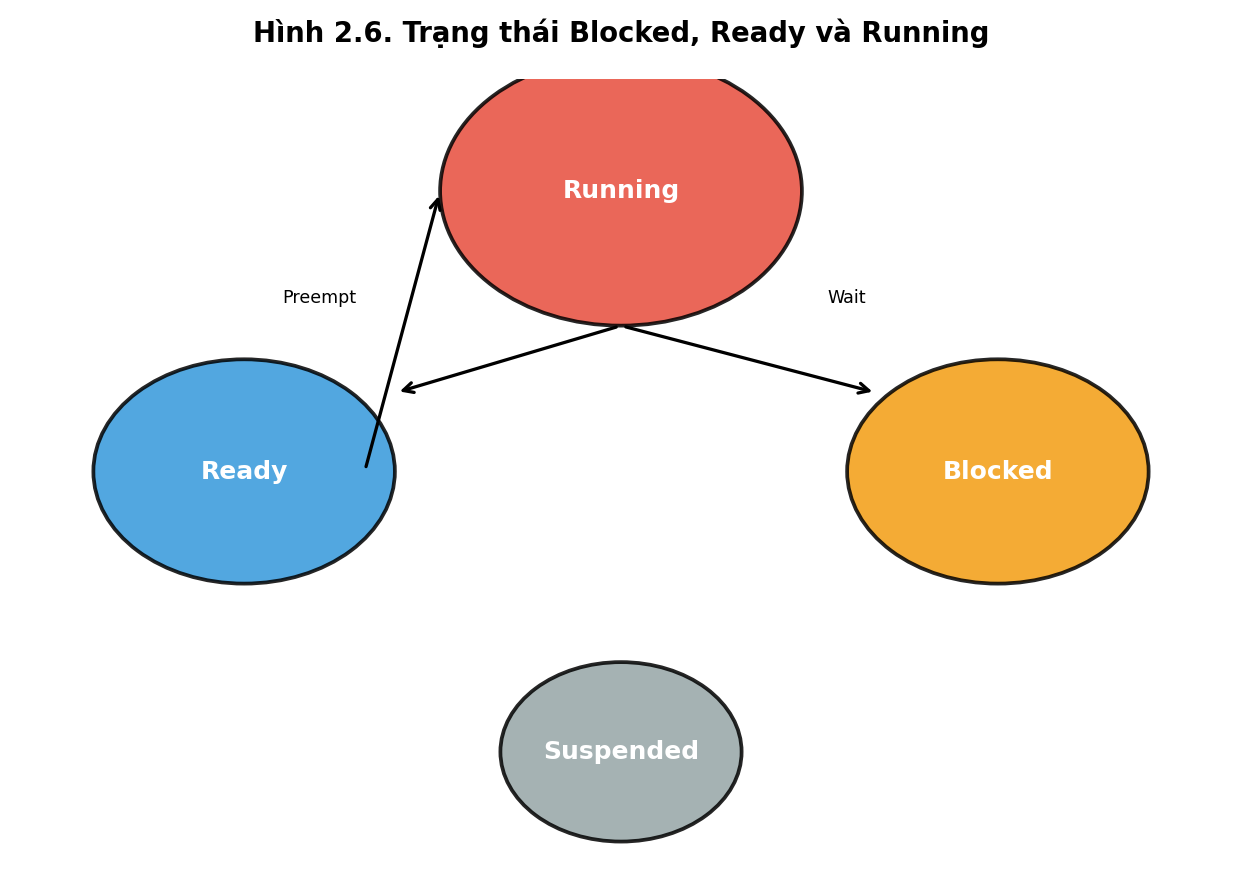 Hình 2.6. Trạng thái Blocked, Ready và Running
Running
Preempt
Wait
Ready
Blocked
Suspended